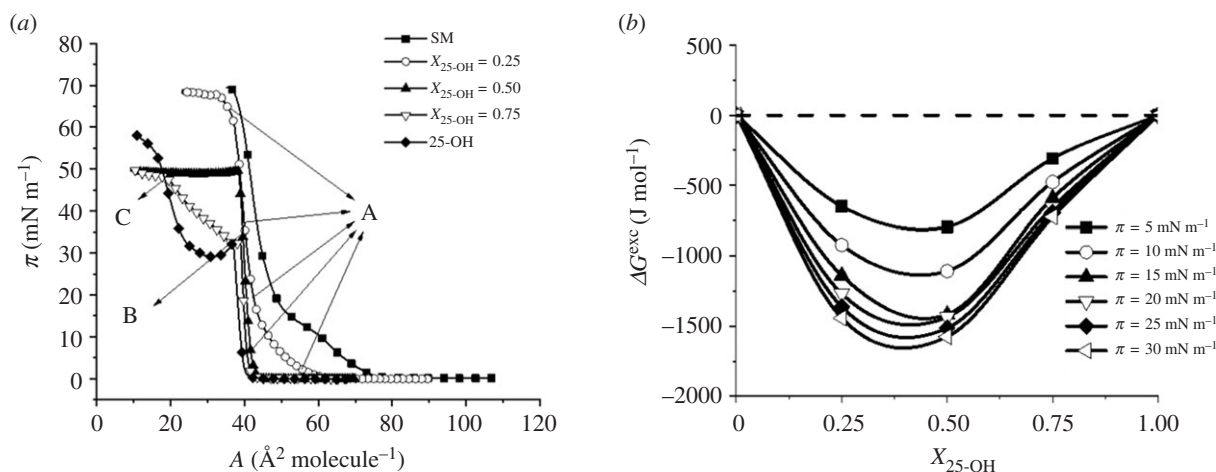 (a)
80
70
60
50
40
30
20
10
0
π (mN m⁻¹)
0 20 40 60 80 100 120
A (Å² molecule⁻¹)
SM
X₂₅₋OH = 0.25
X₂₅₋OH = 0.50
X₂₅₋OH = 0.75
25-OH
A
C
B
(b)
500
0
−500
−1000
−1500
−2000
ΔGᵉˣᶜ (J mol⁻¹)
0 0.25 0.50 0.75 1.00
X₂₅₋OH
π = 5 mN m⁻¹
π = 10 mN m⁻¹
π = 15 mN m⁻¹
π = 20 mN m⁻¹
π = 25 mN m⁻¹
π = 30 mN m⁻¹